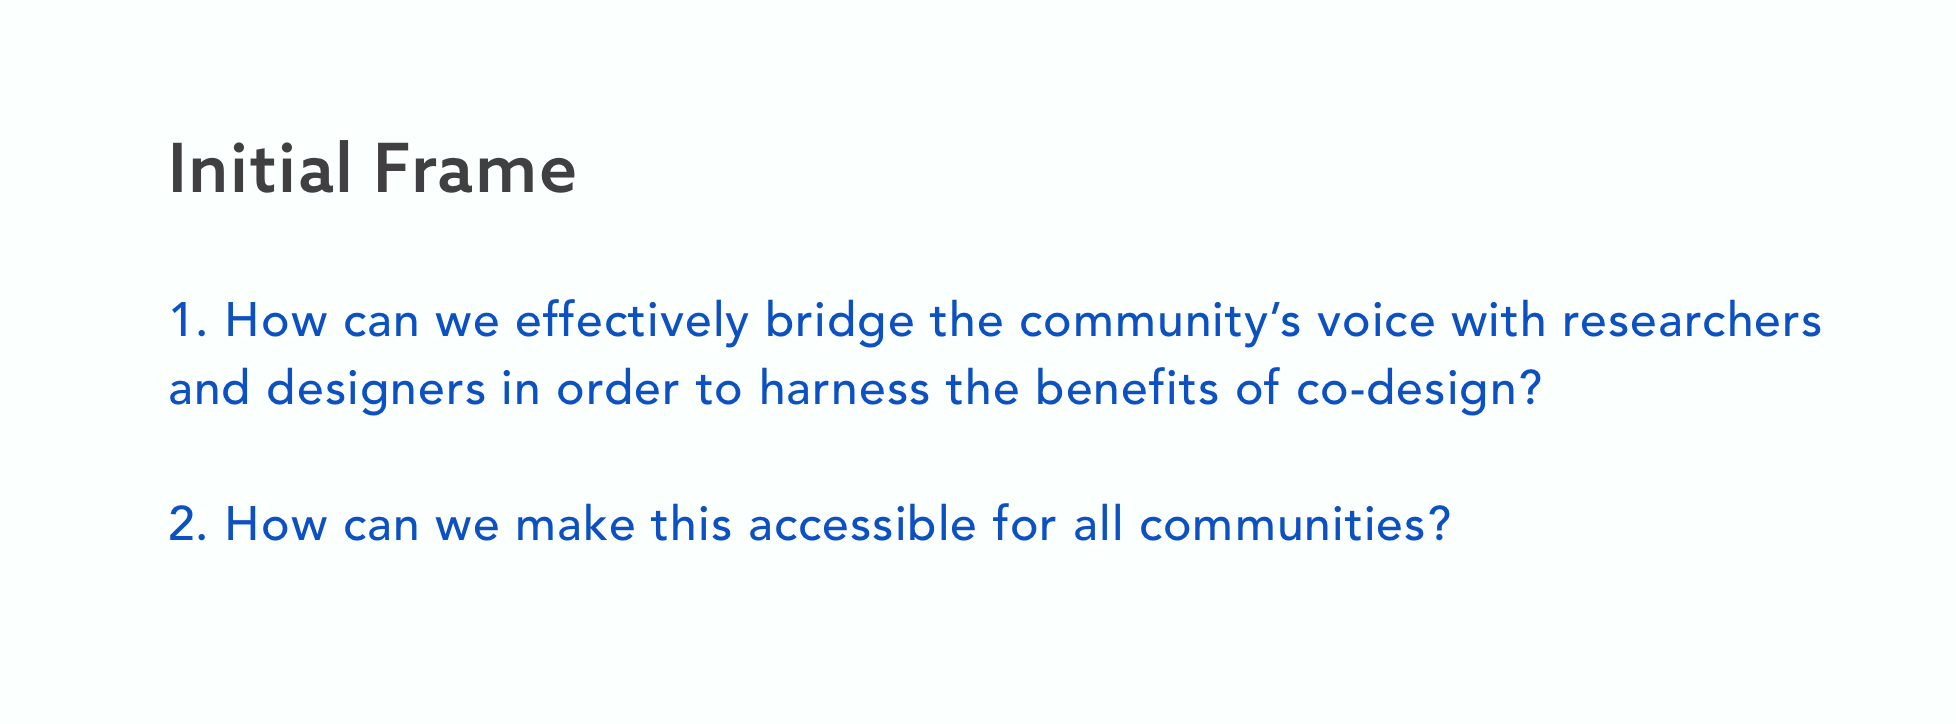 Initial Frame
1. How can we effectively bridge the community’s voice with researchers
and designers in order to harness the benefits of co-design?
2. How can we make this accessible for all communities?